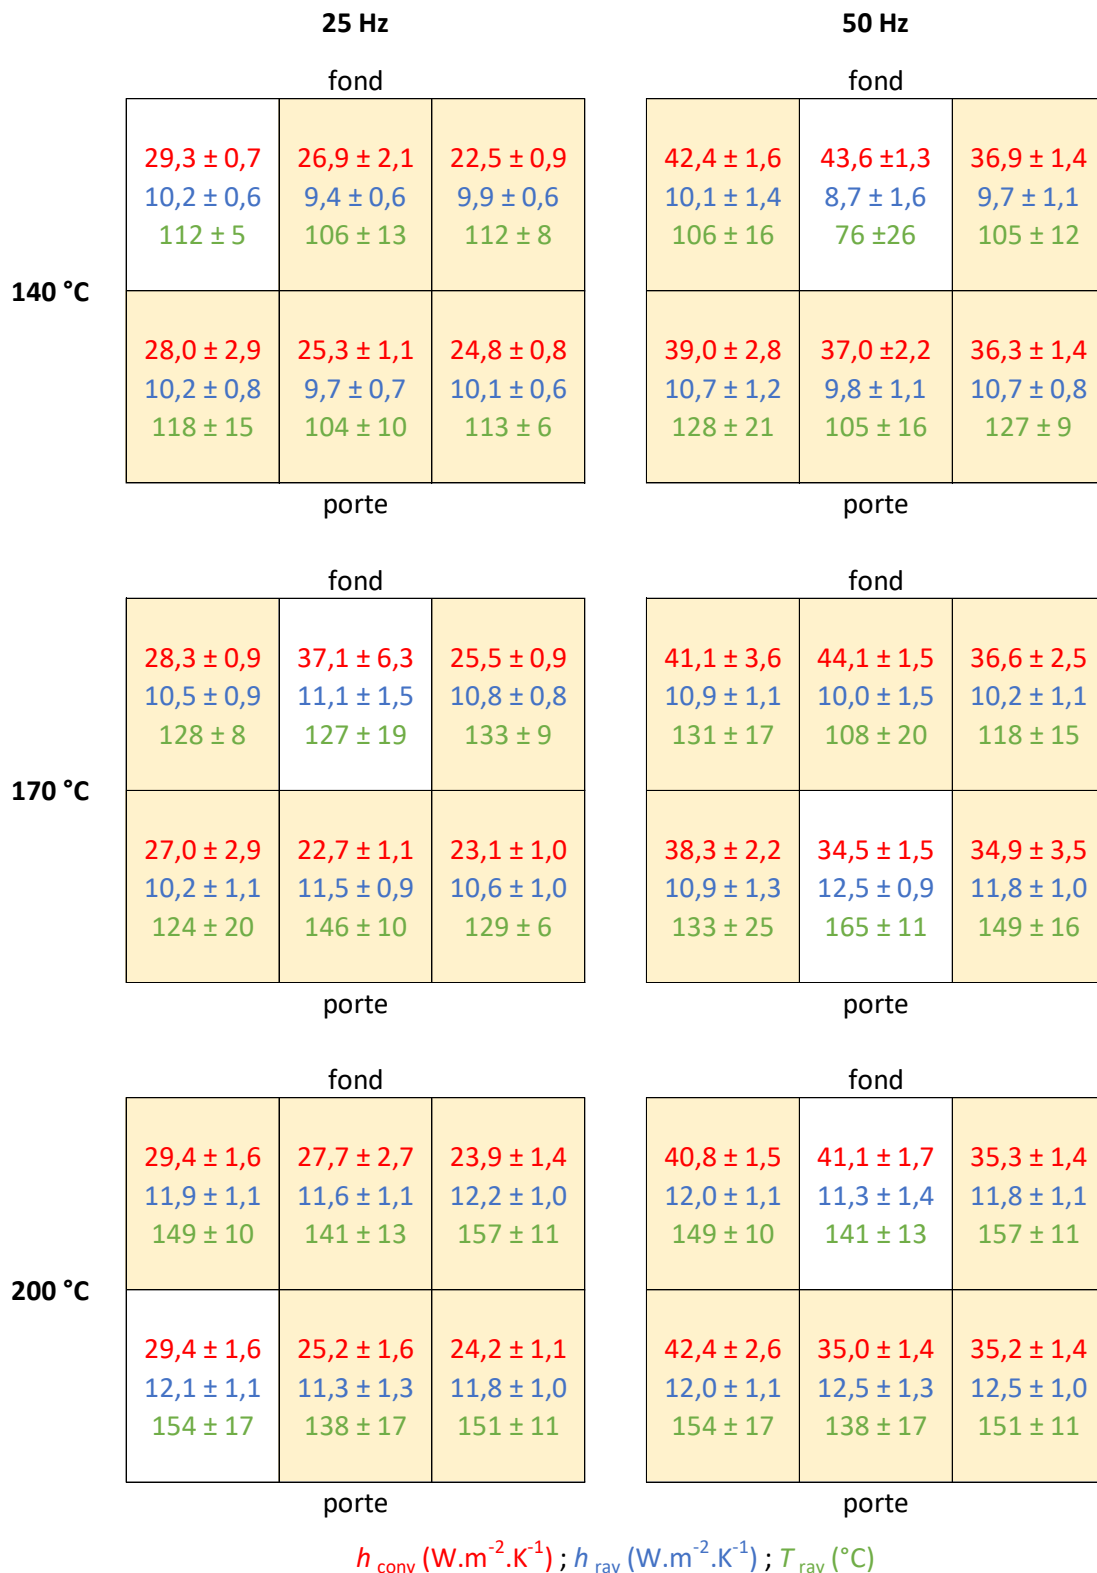 25 Hz 50 Hz
fond fond
29,3 ± 0,7 26,9 ± 2,1 22,5 ± 0,9 42,4 ± 1,6 43,6 ±1,3 36,9 ± 1,4
10,2 ± 0,6 9,4 ± 0,6 9,9 ± 0,6 10,1 ± 1,4 8,7 ± 1,6 9,7 ± 1,1
112 ± 5 106 ± 13 112 ± 8 106 ± 16 76 ±26 105 ± 12
140 °C
28,0 ± 2,9 25,3 ± 1,1 24,8 ± 0,8 39,0 ± 2,8 37,0 ±2,2 36,3 ± 1,4
10,2 ± 0,8 9,7 ± 0,7 10,1 ± 0,6 10,7 ± 1,2 9,8 ± 1,1 10,7 ± 0,8
118 ± 15 104 ± 10 113 ± 6 128 ± 21 105 ± 16 127 ± 9
porte porte
fond fond
28,3 ± 0,9 37,1 ± 6,3 25,5 ± 0,9 41,1 ± 3,6 44,1 ± 1,5 36,6 ± 2,5
10,5 ± 0,9 11,1 ± 1,5 10,8 ± 0,8 10,9 ± 1,1 10,0 ± 1,5 10,2 ± 1,1
128 ± 8 127 ± 19 133 ± 9 131 ± 17 108 ± 20 118 ± 15
170 °C
27,0 ± 2,9 22,7 ± 1,1 23,1 ± 1,0 38,3 ± 2,2 34,5 ± 1,5 34,9 ± 3,5
10,2 ± 1,1 11,5 ± 0,9 10,6 ± 1,0 10,9 ± 1,3 12,5 ± 0,9 11,8 ± 1,0
124 ± 20 146 ± 10 129 ± 6 133 ± 25 165 ± 11 149 ± 16
porte porte
fond fond
29,4 ± 1,6 27,7 ± 2,7 23,9 ± 1,4 40,8 ± 1,5 41,1 ± 1,7 35,3 ± 1,4
11,9 ± 1,1 11,6 ± 1,1 12,2 ± 1,0 12,0 ± 1,1 11,3 ± 1,4 11,8 ± 1,1
149 ± 10 141 ± 13 157 ± 11 149 ± 10 141 ± 13 157 ± 11
200 °C
29,4 ± 1,6 25,2 ± 1,6 24,2 ± 1,1 42,4 ± 2,6 35,0 ± 1,4 35,2 ± 1,4
12,1 ± 1,1 11,3 ± 1,3 11,8 ± 1,0 12,0 ± 1,1 12,5 ± 1,3 12,5 ± 1,0
154 ± 17 138 ± 17 151 ± 11 154 ± 17 138 ± 17 151 ± 11
porte porte
h conv (W.m-2.K-1) ; h ray (W.m-2.K-1) ; T ray (°C)